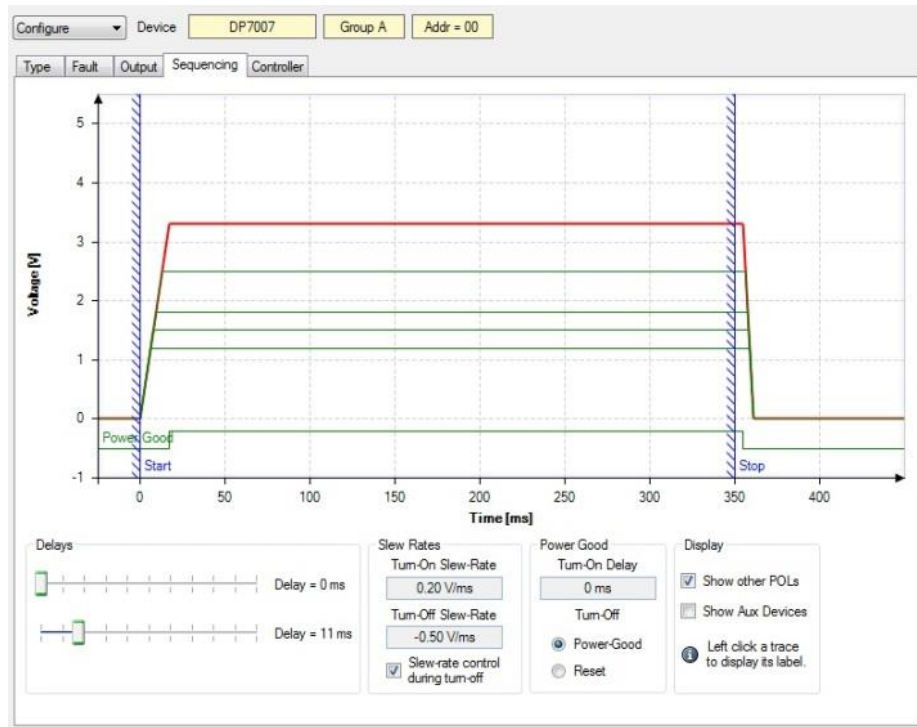 Configure Device DP7007 Group A Addr = 00
Type Fault Output Sequencing Controller
5
4
3
2
1
0
-1
Voltage [V]
Power Good
Start
Stop
0 50 100 150 200 250 300 350 400
Time [ms]
Delays
Delay = 0 ms
Delay = 11 ms
Slew Rates
Turn-On Slew-Rate
0.20 V/ms
Turn-Off Slew-Rate
-0.50 V/ms
Slew-rate control
during turn-off
Power Good
Turn-On Delay
0 ms
Turn-Off
Power-Good
Reset
Display
Show other POLs
Show Aux Devices
Left click a trace
to display its label.